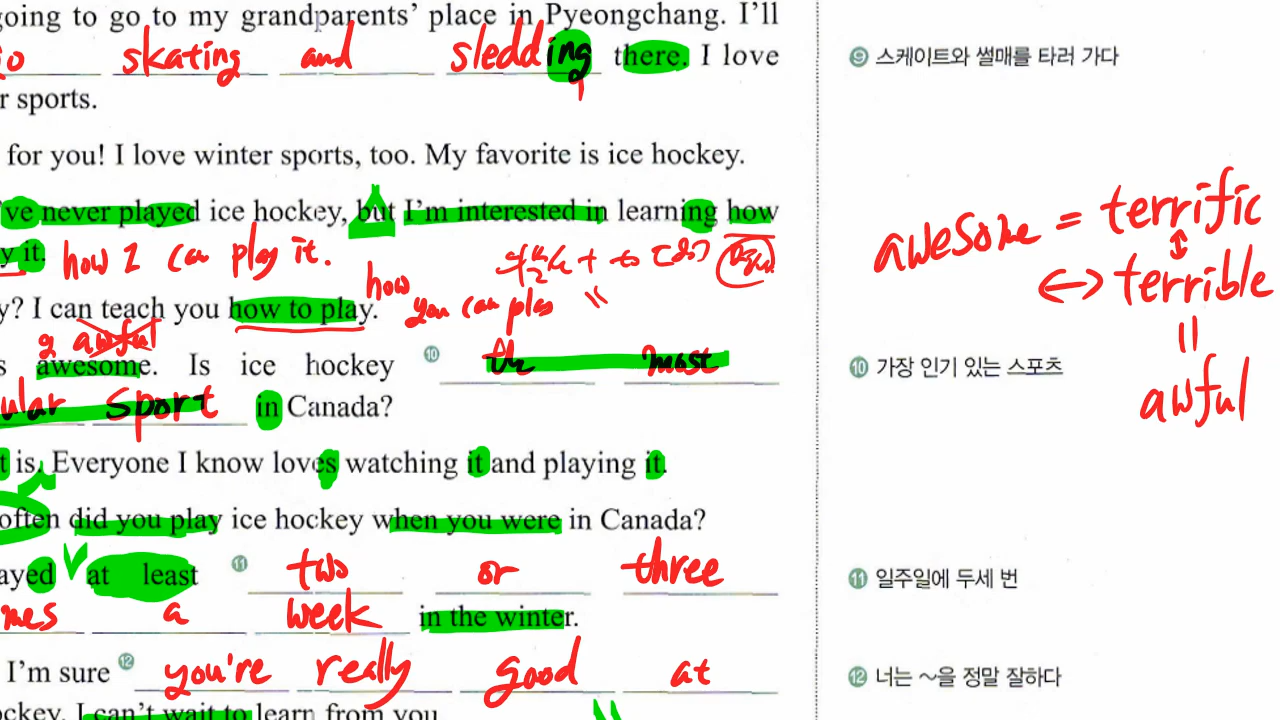 going to go to my grandparents' place in Pyeongchang. I'll
go skating and sledding there. I love
⑨ 스케이트와 썰매를 타러 가다
r sports.
for you! I love winter sports, too. My favorite is ice hockey.
've never played ice hockey, but I'm interested in learning how
y it. how I can play it.
awesome = terrific
↕
↔ terrible
=
awful
y? I can teach you how to play.
how you can play
awful
s awesome. Is ice hockey ⑩ the most
⑩ 가장 인기 있는 스포츠
ular sport in Canada?
t is. Everyone I know loves watching it and playing it.
often did you play ice hockey when you were in Canada?
ayed at least ⑪ two or three
⑪ 일주일에 두세 번
mes a week in the winter.
I'm sure ⑫ you're really good at
⑫ 너는 ~을 정말 잘하다
ockey. I can't wait to learn from you